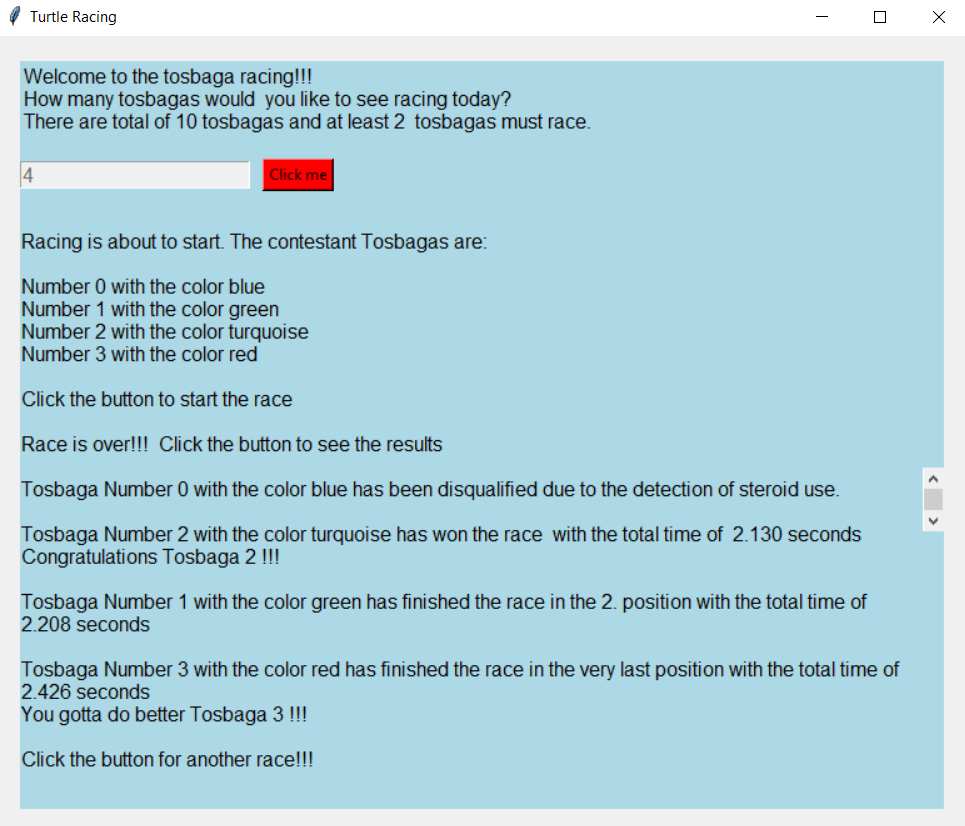 Turtle Racing
Welcome to the tosbaga racing!!!
How many tosbagas would  you like to see racing today?
There are total of 10 tosbagas and at least 2  tosbagas must race.
4
Click me
Racing is about to start. The contestant Tosbagas are:
Number 0 with the color blue
Number 1 with the color green
Number 2 with the color turquoise
Number 3 with the color red
Click the button to start the race
Race is over!!!  Click the button to see the results
Tosbaga Number 0 with the color blue has been disqualified due to the detection of steroid use.
Tosbaga Number 2 with the color turquoise has won the race  with the total time of  2.130 seconds
Congratulations Tosbaga 2 !!!
Tosbaga Number 1 with the color green has finished the race in the 2. position with the total time of
2.208 seconds
Tosbaga Number 3 with the color red has finished the race in the very last position with the total time of
2.426 seconds
You gotta do better Tosbaga 3 !!!
Click the button for another race!!!